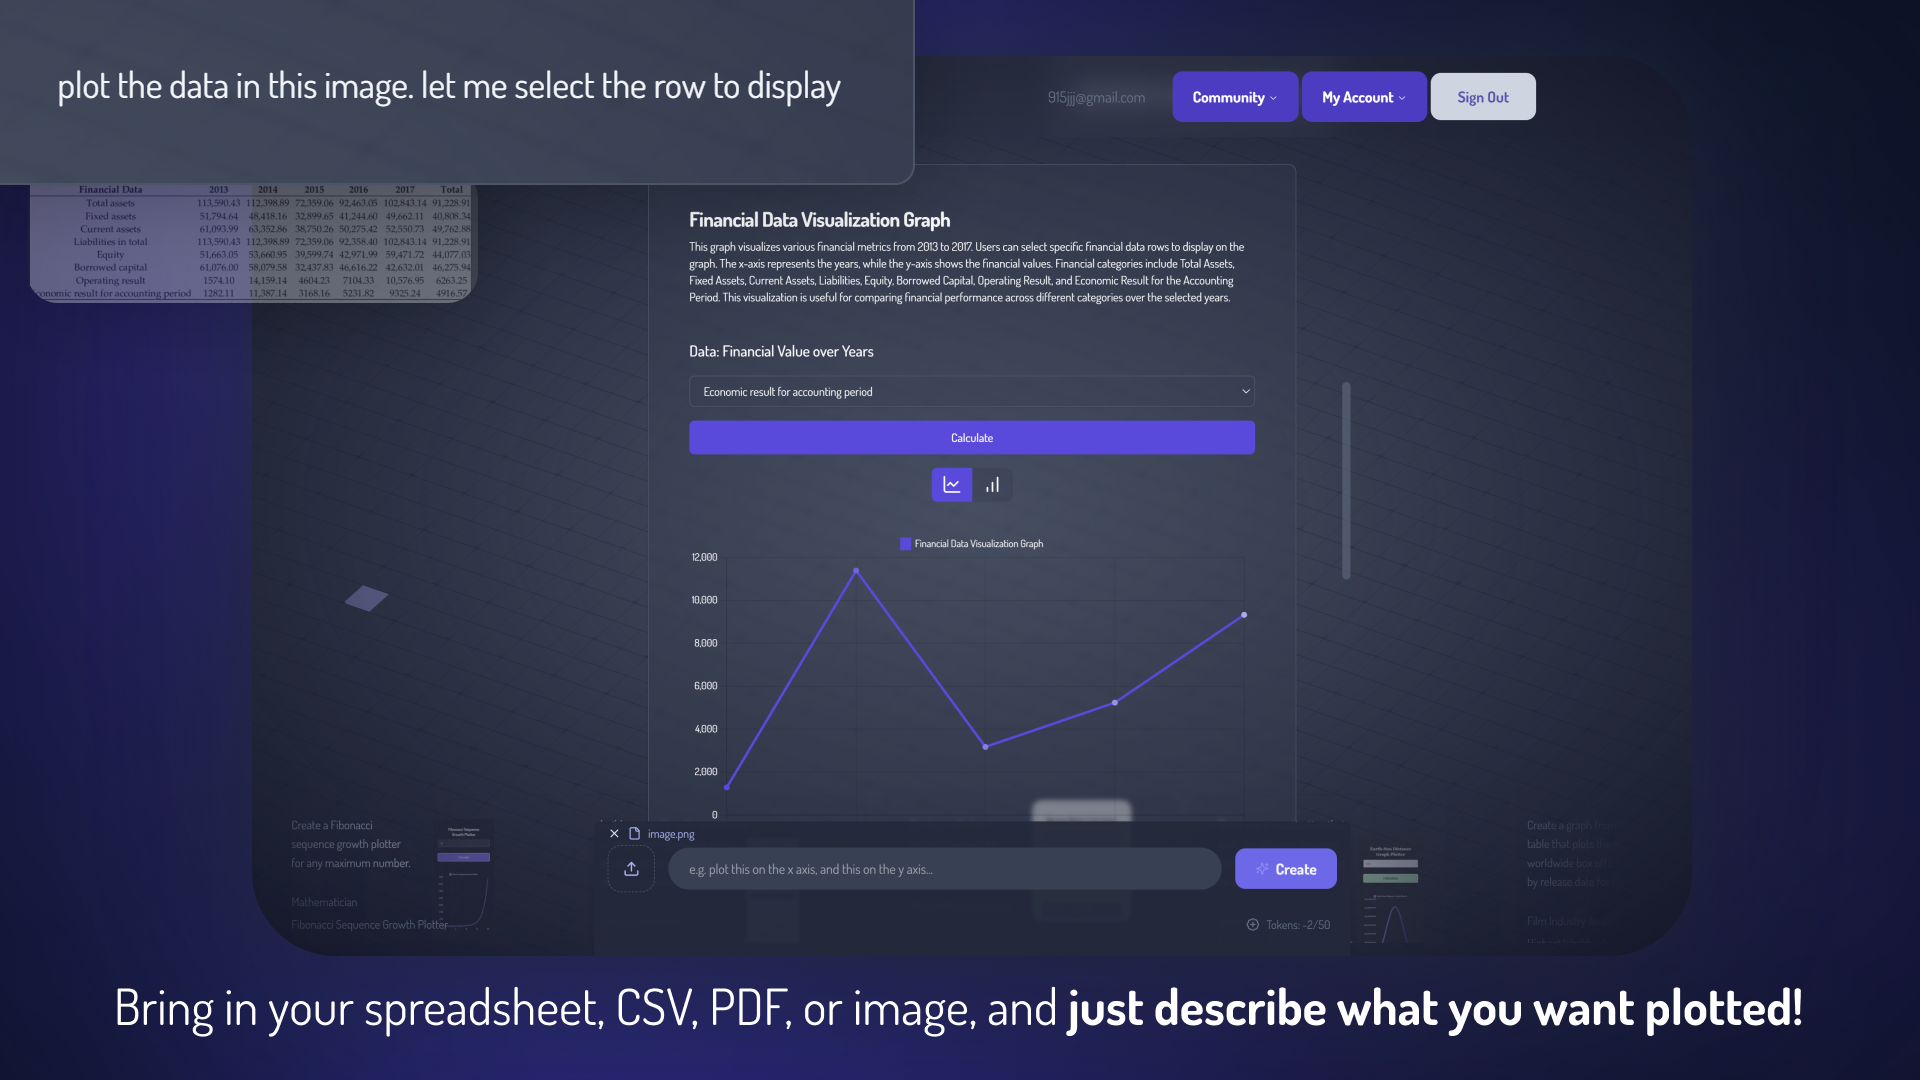 plot the data in this image. let me select the row to display
915jjj@gmail.com
Community
My Account
Sign Out
Financial Data 2013 2014 2015 2016 2017 Total
Total assets 113,590.43 112,398.89 72,359.06 92,463.05 102,843.14 91,228.91
Fixed assets 51,794.64 48,418.16 32,899.65 41,244.60 49,662.11 40,808.34
Current assets 61,093.99 63,352.86 38,750.26 50,275.42 52,550.73 49,762.88
Liabilities in total 113,590.43 112,398.89 72,359.06 92,358.40 102,843.14 91,228.91
Equity 51,663.05 53,660.95 39,599.74 42,971.99 59,471.72 44,077.03
Borrowed capital 61,076.00 58,079.58 32,437.83 46,616.22 42,632.01 46,275.94
Operating result 1574.10 14,159.14 4604.23 7104.33 10,576.95 6263.25
conomic result for accounting period 1282.11 11,387.14 3168.16 5231.82 9325.24 4916.57
Financial Data Visualization Graph
This graph visualizes various financial metrics from 2013 to 2017. Users can select specific financial data rows to display on the
graph. The x-axis represents the years, while the y-axis shows the financial values. Financial categories include Total Assets,
Fixed Assets, Current Assets, Liabilities, Equity, Borrowed Capital, Operating Result, and Economic Result for the Accounting
Period. This visualization is useful for comparing financial performance across different categories over the selected years.
Data: Financial Value over Years
Economic result for accounting period
Calculate
Financial Data Visualization Graph
12,000
10,000
8,000
6,000
4,000
2,000
0
Create a Fibonacci
sequence growth plotter
for any maximum number.
Mathematician
Fibonacci Sequence Growth Plotter
Fibonacci Sequence
Growth Plotter
image.png
e.g. plot this on the x axis, and this on the y axis...
Create
Tokens: -2/50
Earth-Sun Distance
Graph Plotter
Create a graph
table that plots
worldwide box
by release date
Film Industry
Bring in your spreadsheet, CSV, PDF, or image, and just describe what you want plotted!